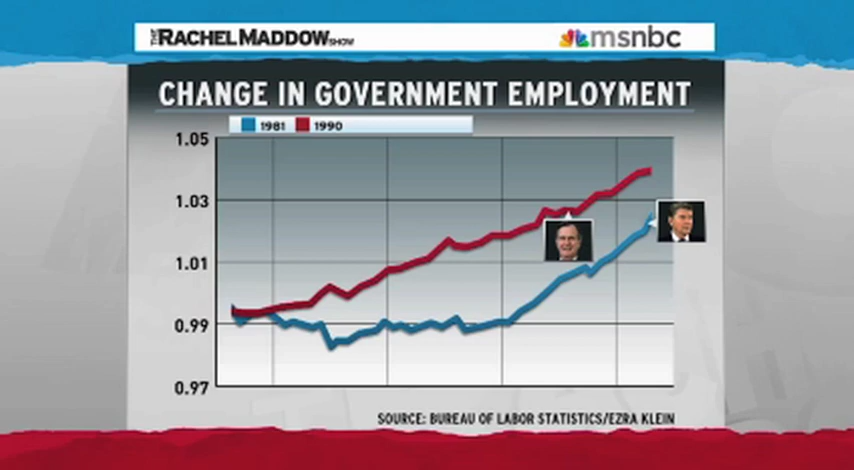 THE RACHEL MADDOW SHOW
msnbc
CHANGE IN GOVERNMENT EMPLOYMENT
1981 1990
1.05
1.03
1.01
0.99
0.97
SOURCE: BUREAU OF LABOR STATISTICS/EZRA KLEIN